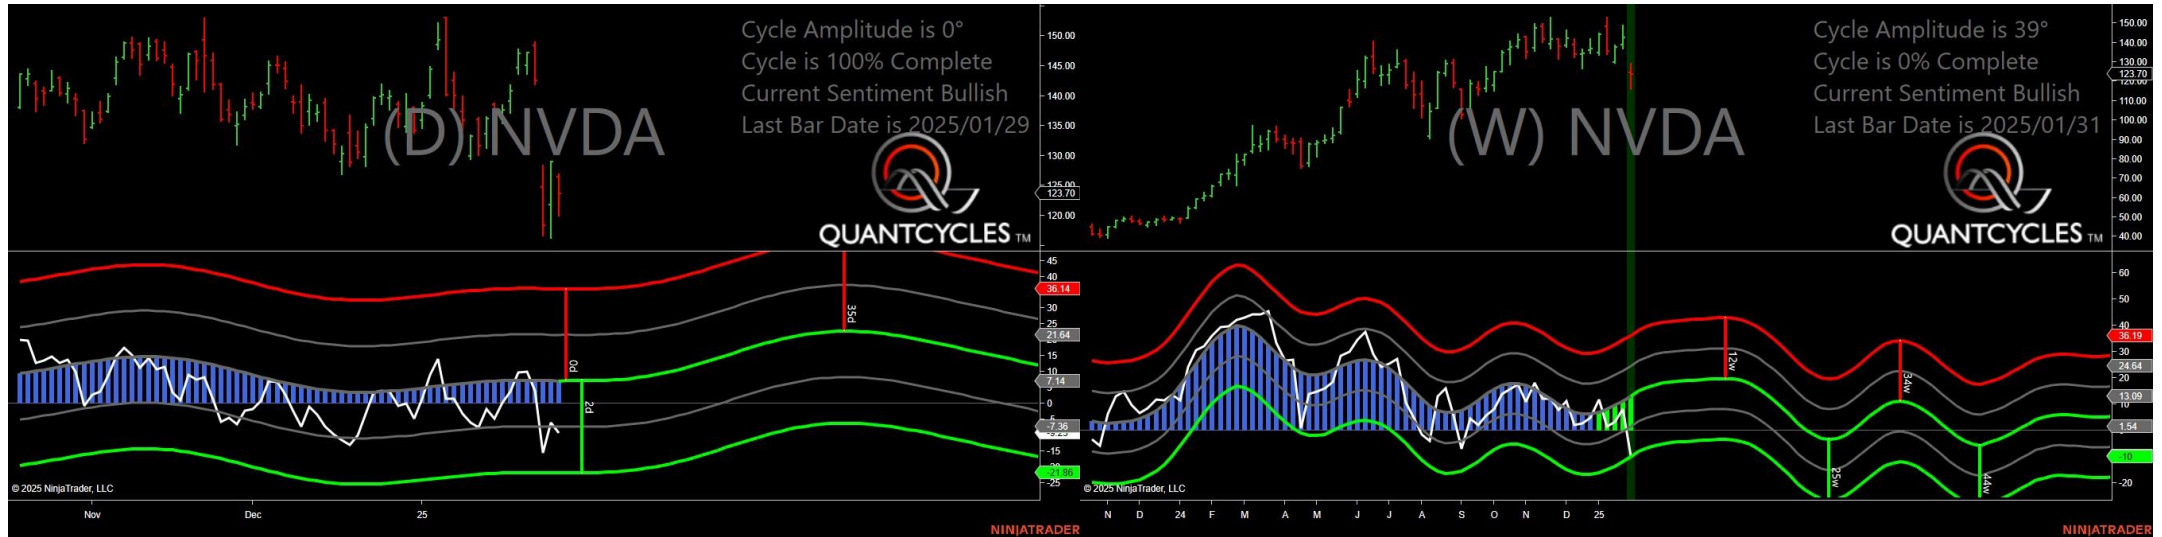 Cycle Amplitude is 0°
Cycle is 100% Complete
Current Sentiment Bullish
Last Bar Date is 2025/01/29
(D) NVDA
QUANTCYCLES TM
150.00
145.00
140.00
135.00
130.00
125.00
123.70
120.00
45
40
36.14
30
25
21.64
15
10
7.14
0
-5
-7.36
-9.25
-15
-21.86
-25
0d
2d
35d
© 2025 NinjaTrader, LLC
Nov
Dec
25
NINJATRADER
Cycle Amplitude is 39°
Cycle is 0% Complete
Current Sentiment Bullish
Last Bar Date is 2025/01/31
(W) NVDA
QUANTCYCLES TM
150.00
140.00
130.00
123.70
120.00
110.00
100.00
90.00
80.00
70.00
60.00
50.00
40.00
60
50
40
36.19
30
24.64
20
13.09
10
1.54
-10
-20
12w
25w
34w
44w
© 2025 NinjaTrader, LLC
N D 24 F M A M J J A S O N D 25
NINJATRADER